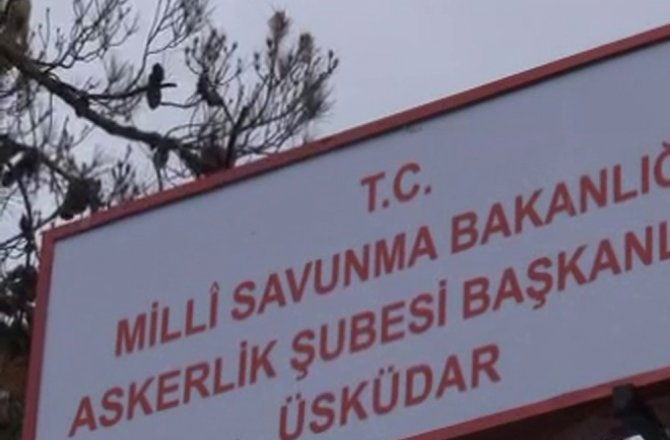 T.C.
MİLLÎ SAVUNMA BAKANLIĞ
ASKERLİK ŞUBESİ BAŞKANL
ÜSKÜDAR